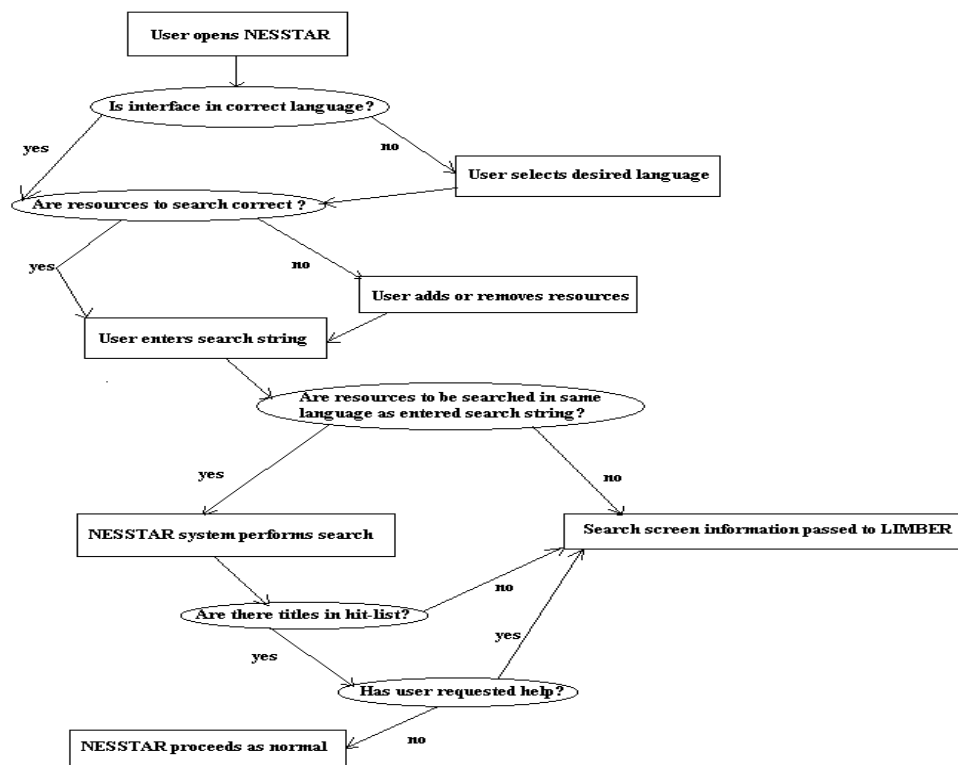 User opens NESSTAR
Is interface in correct language?
yes
no
User selects desired language
Are resources to search correct ?
yes
no
User adds or removes resources
User enters search string
Are resources to be searched in same
language as entered search string?
yes
no
NESSTAR system performs search
Search screen information passed to LIMBER
no
Are there titles in hit-list?
yes
yes
Has user requested help?
no
NESSTAR proceeds as normal